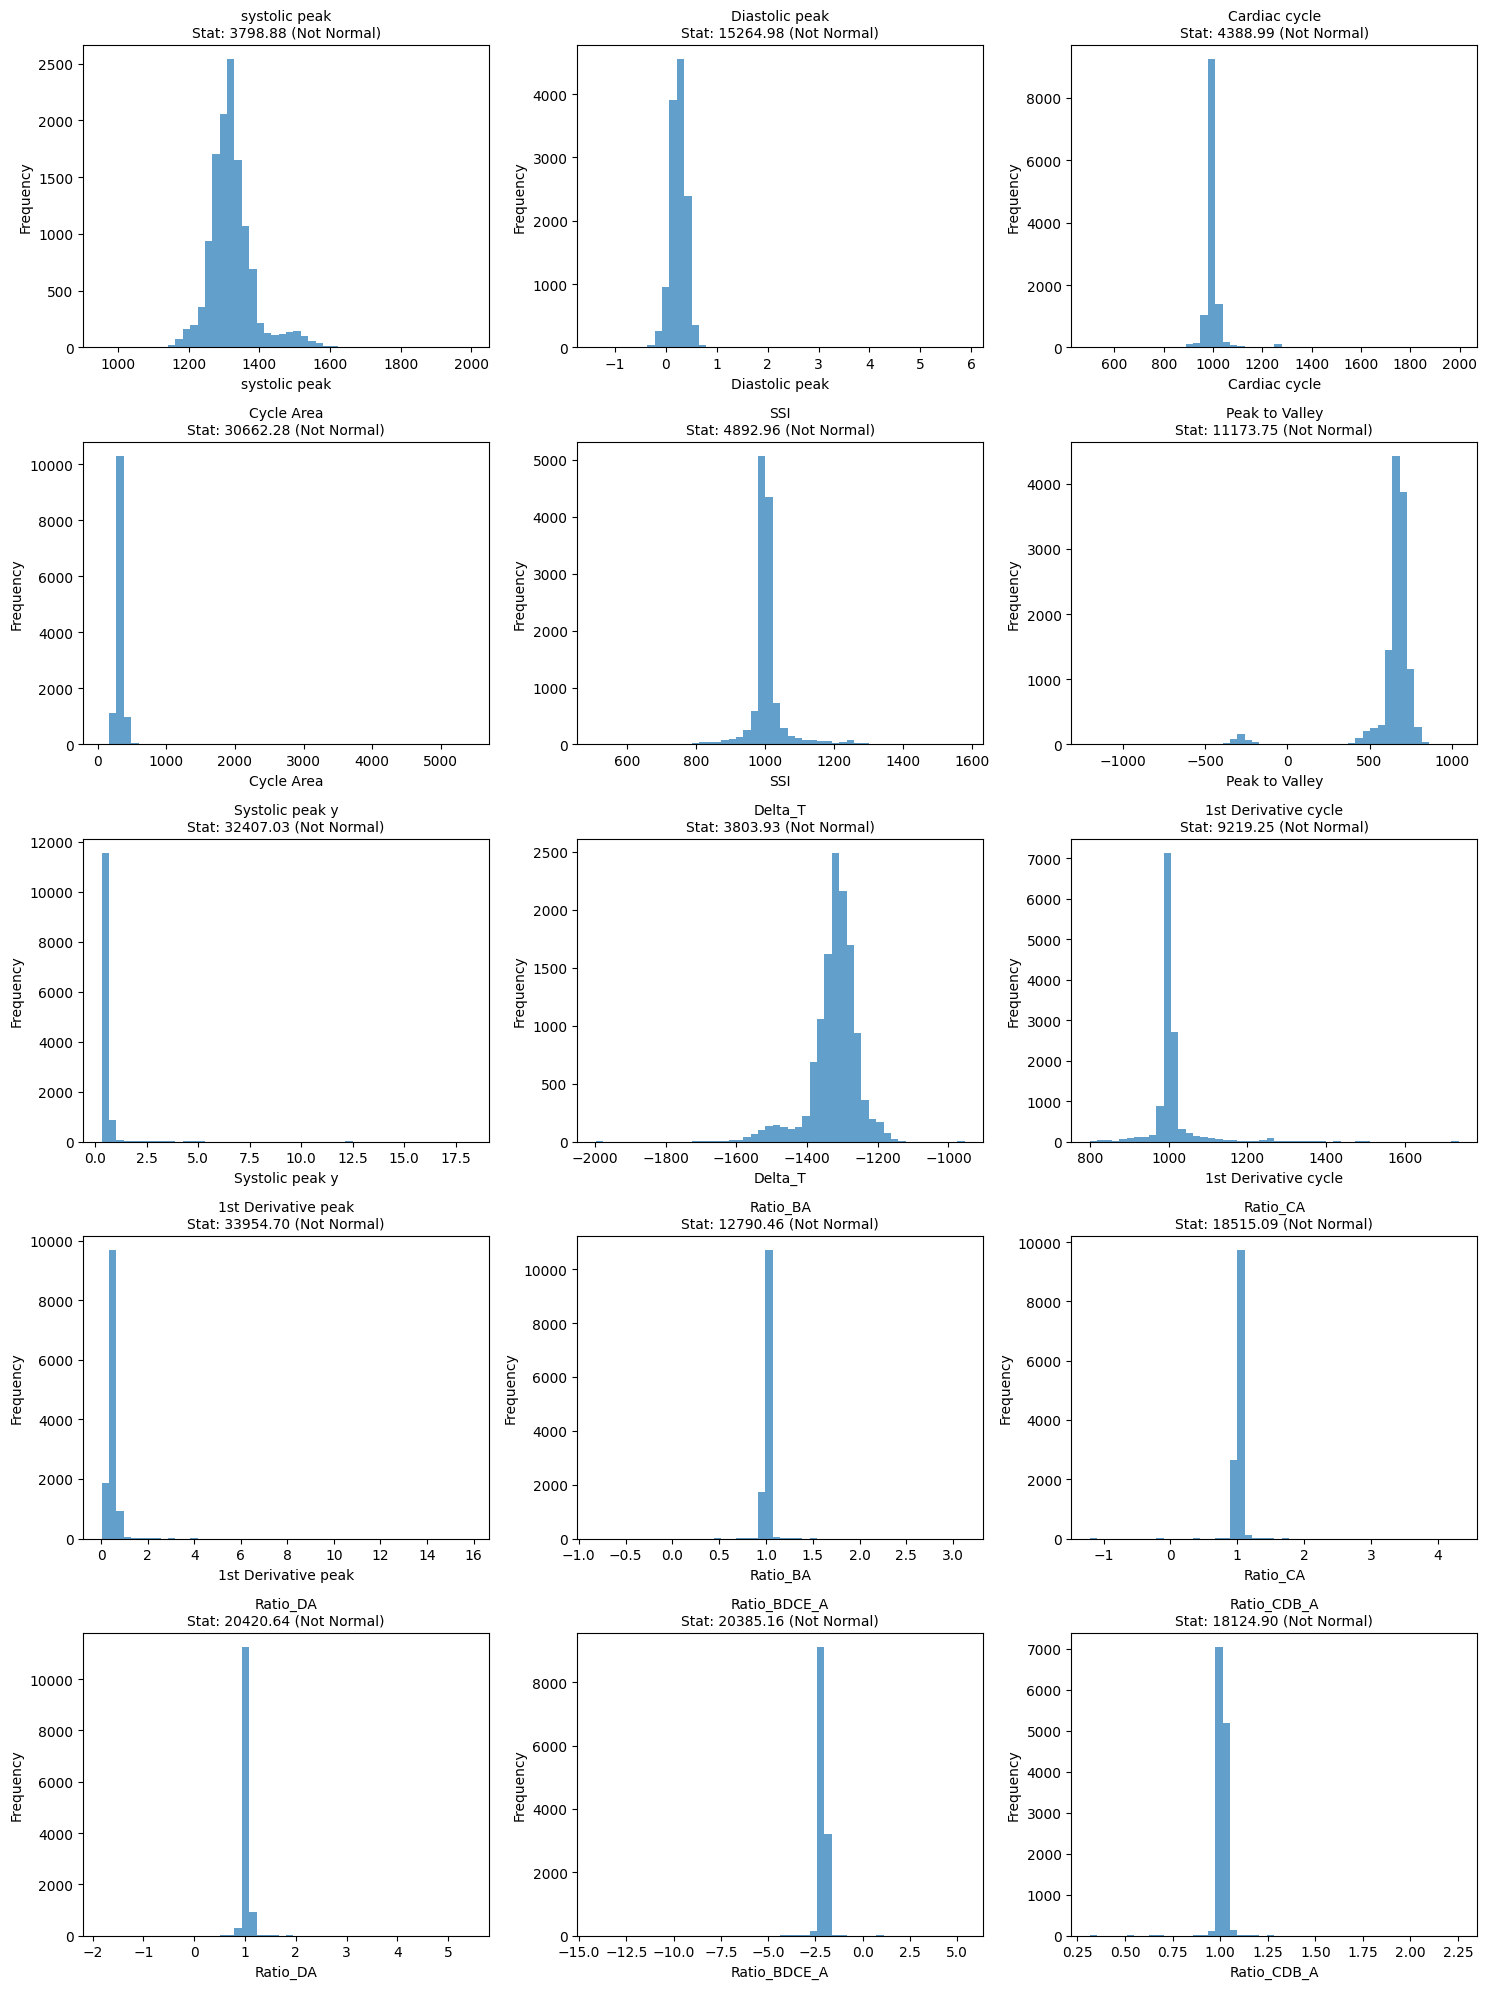 systolic peak
Stat: 3798.88 (Not Normal)
2500
2000
1500
1000
500
0
Frequency
1000 1200 1400 1600 1800 2000
systolic peak
Diastolic peak
Stat: 15264.98 (Not Normal)
4000
3000
2000
1000
0
Frequency
−1 0 1 2 3 4 5 6
Diastolic peak
Cardiac cycle
Stat: 4388.99 (Not Normal)
8000
6000
4000
2000
0
Frequency
600 800 1000 1200 1400 1600 1800 2000
Cardiac cycle
Cycle Area
Stat: 30662.28 (Not Normal)
10000
8000
6000
4000
2000
0
Frequency
0 1000 2000 3000 4000 5000
Cycle Area
SSI
Stat: 4892.96 (Not Normal)
5000
4000
3000
2000
1000
0
Frequency
600 800 1000 1200 1400 1600
SSI
Peak to Valley
Stat: 11173.75 (Not Normal)
4000
3000
2000
1000
0
Frequency
−1000 −500 0 500 1000
Peak to Valley
Systolic peak y
Stat: 32407.03 (Not Normal)
12000
10000
8000
6000
4000
2000
0
Frequency
0.0 2.5 5.0 7.5 10.0 12.5 15.0 17.5
Systolic peak y
Delta_T
Stat: 3803.93 (Not Normal)
2500
2000
1500
1000
500
0
Frequency
−2000 −1800 −1600 −1400 −1200 −1000
Delta_T
1st Derivative cycle
Stat: 9219.25 (Not Normal)
7000
6000
5000
4000
3000
2000
1000
0
Frequency
800 1000 1200 1400 1600
1st Derivative cycle
1st Derivative peak
Stat: 33954.70 (Not Normal)
10000
8000
6000
4000
2000
0
Frequency
0 2 4 6 8 10 12 14 16
1st Derivative peak
Ratio_BA
Stat: 12790.46 (Not Normal)
10000
8000
6000
4000
2000
0
Frequency
−1.0 −0.5 0.0 0.5 1.0 1.5 2.0 2.5 3.0
Ratio_BA
Ratio_CA
Stat: 18515.09 (Not Normal)
10000
8000
6000
4000
2000
0
Frequency
−1 0 1 2 3 4
Ratio_CA
Ratio_DA
Stat: 20420.64 (Not Normal)
10000
8000
6000
4000
2000
0
Frequency
−2 −1 0 1 2 3 4 5
Ratio_DA
Ratio_BDCE_A
Stat: 20385.16 (Not Normal)
8000
6000
4000
2000
0
Frequency
−15.0 −12.5 −10.0 −7.5 −5.0 −2.5 0.0 2.5 5.0
Ratio_BDCE_A
Ratio_CDB_A
Stat: 18124.90 (Not Normal)
7000
6000
5000
4000
3000
2000
1000
0
Frequency
0.25 0.50 0.75 1.00 1.25 1.50 1.75 2.00 2.25
Ratio_CDB_A